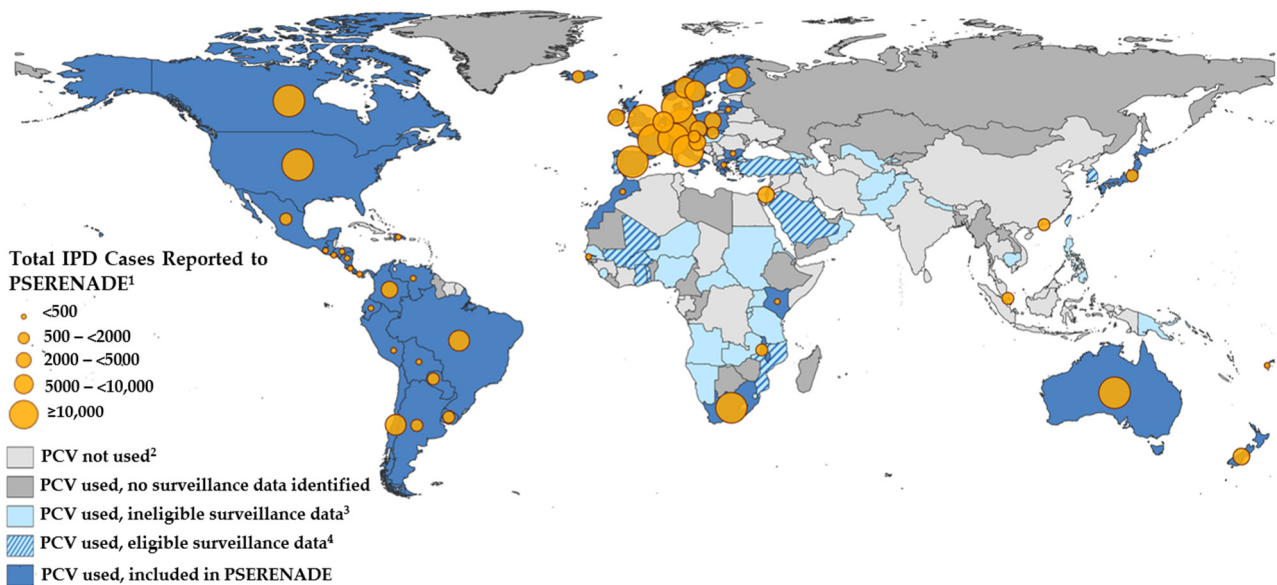 Total IPD Cases Reported to
PSERENADE¹
<500
500 – <2000
2000 – <5000
5000 – <10,000
≥10,000
PCV not used²
PCV used, no surveillance data identified
PCV used, ineligible surveillance data³
PCV used, eligible surveillance data⁴
PCV used, included in PSERENADE